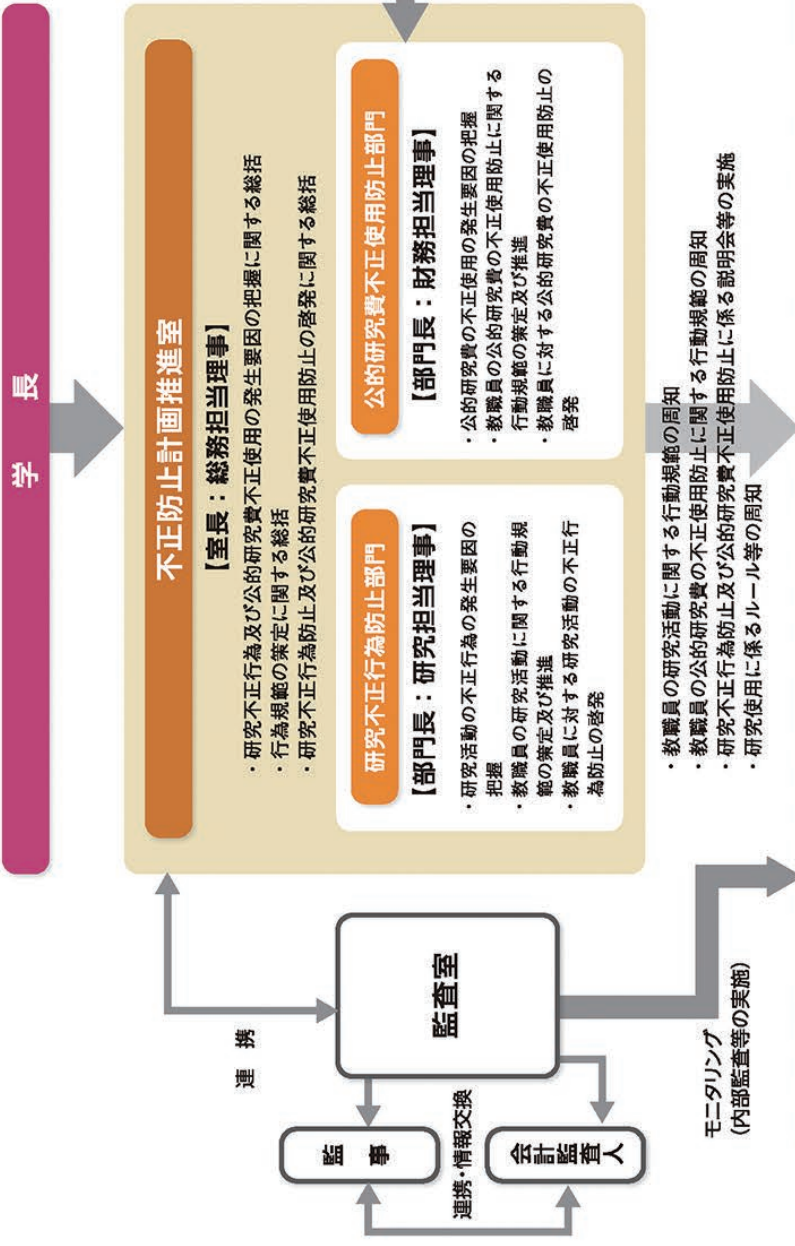 学長
不正防止計画推進室
【室長：総務担当理事】
・研究不正行為及び公的研究費不正使用の発生要因の把握に関する総括
・行為規範の策定に関する総括
・研究不正行為防止及び公的研究費不正使用防止の啓発に関する総括
研究不正行為防止部門
【部門長：研究担当理事】
・研究活動の不正行為の発生要因の
把握
・教職員の研究活動に関する行動規
範の策定及び推進
・教職員に対する研究活動の不正行
為防止の啓発
公的研究費不正使用防止部門
【部門長：財務担当理事】
・公的研究費の不正使用の発生要因の把握
・教職員の公的研究費の不正使用防止に関する
行動規範の策定及び推進
・教職員に対する公的研究費の不正使用防止の
啓発
連携
監査室
監事
連携・情報交換
会計監査人
モニタリング
(内部監査等の実施)
・教職員の研究活動に関する行動規範の周知
・教職員の公的研究費の不正使用防止に関する行動規範の周知
・研究不正行為防止及び公的研究費不正使用防止に係る説明会等の実施
・研究使用に係るルール等の周知